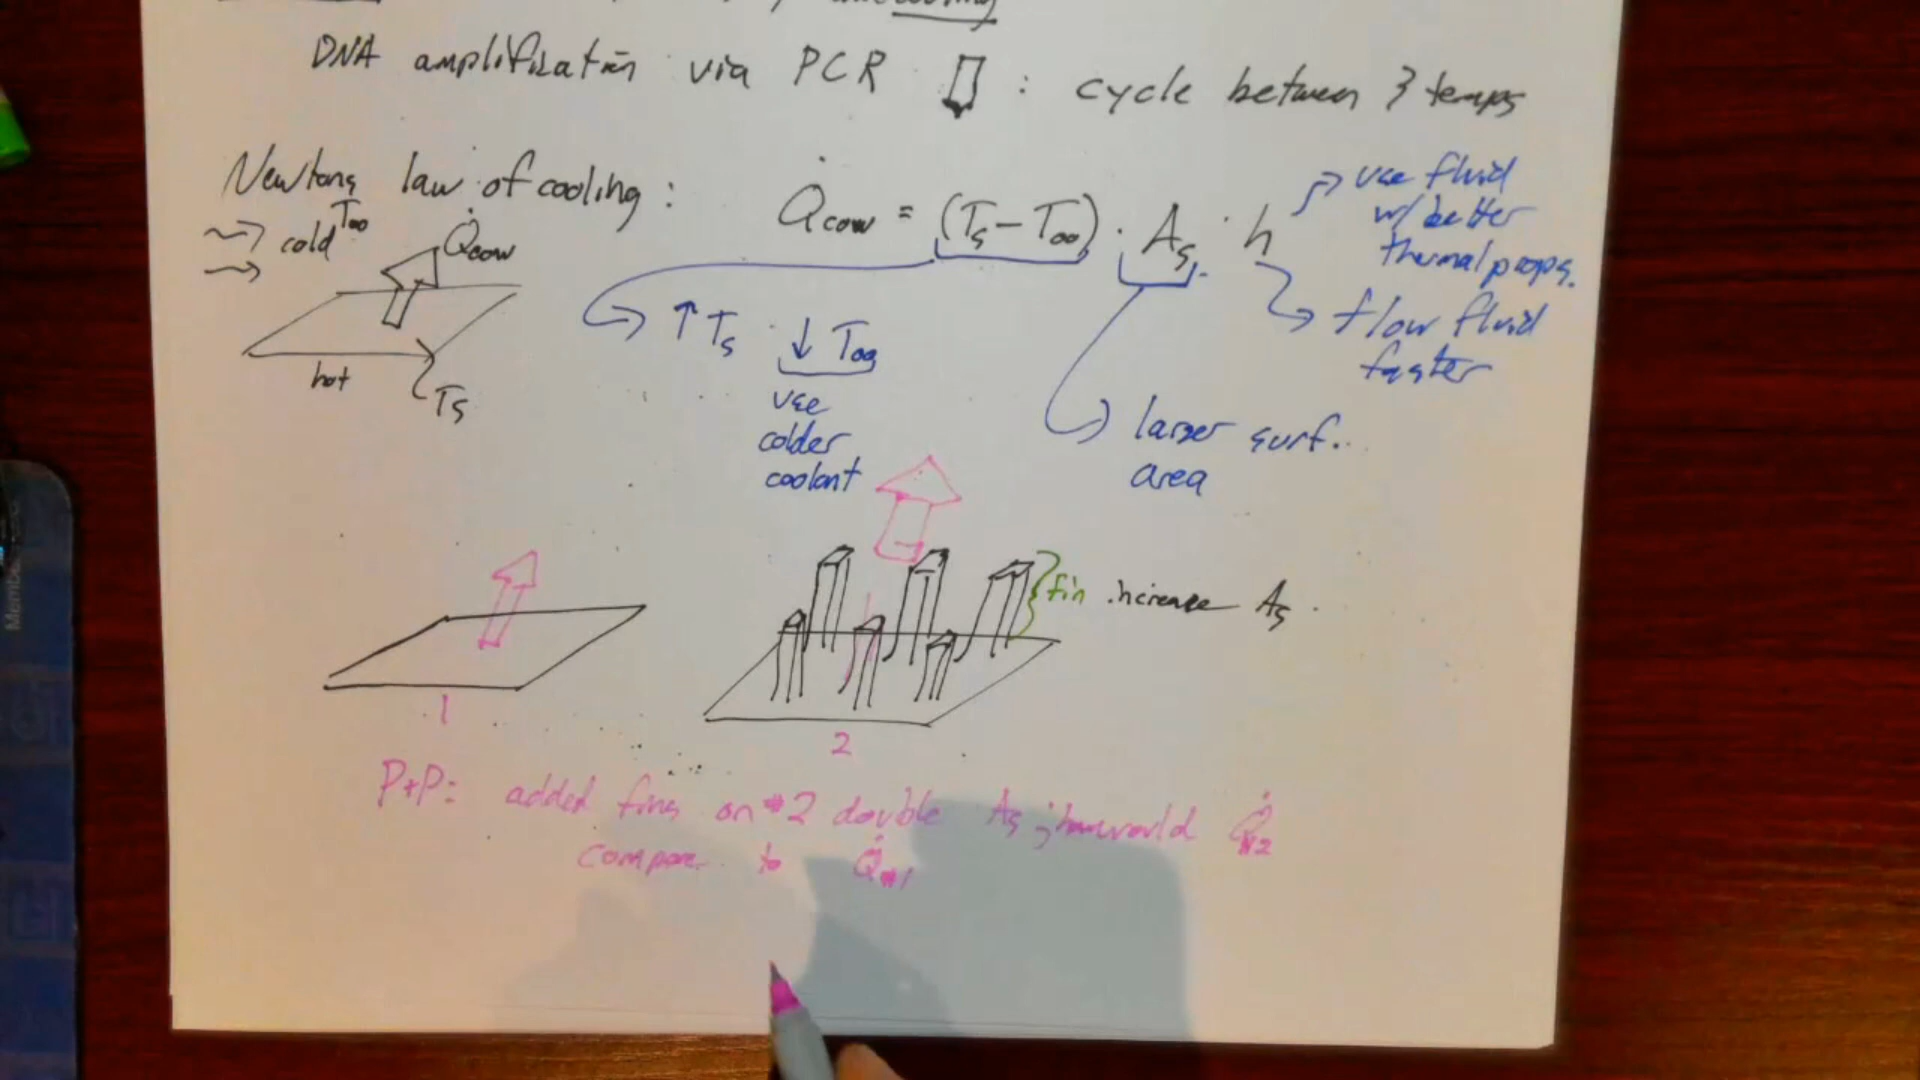 DNA amplification via PCR : cycle between 3 temps
Newtons law of cooling : Q̇conv = (Ts - T∞) · As · h
use fluid
w/ better
thermal props.
flow fluid
faster
cold T∞
Q̇conv
hot
Ts
↑ Ts ↓ T∞
use
colder
coolant
larger surf.
area
fin increase As
1
2
P+P: added fins on #2 double As ; how would Q̇#2
compare to Q̇#1